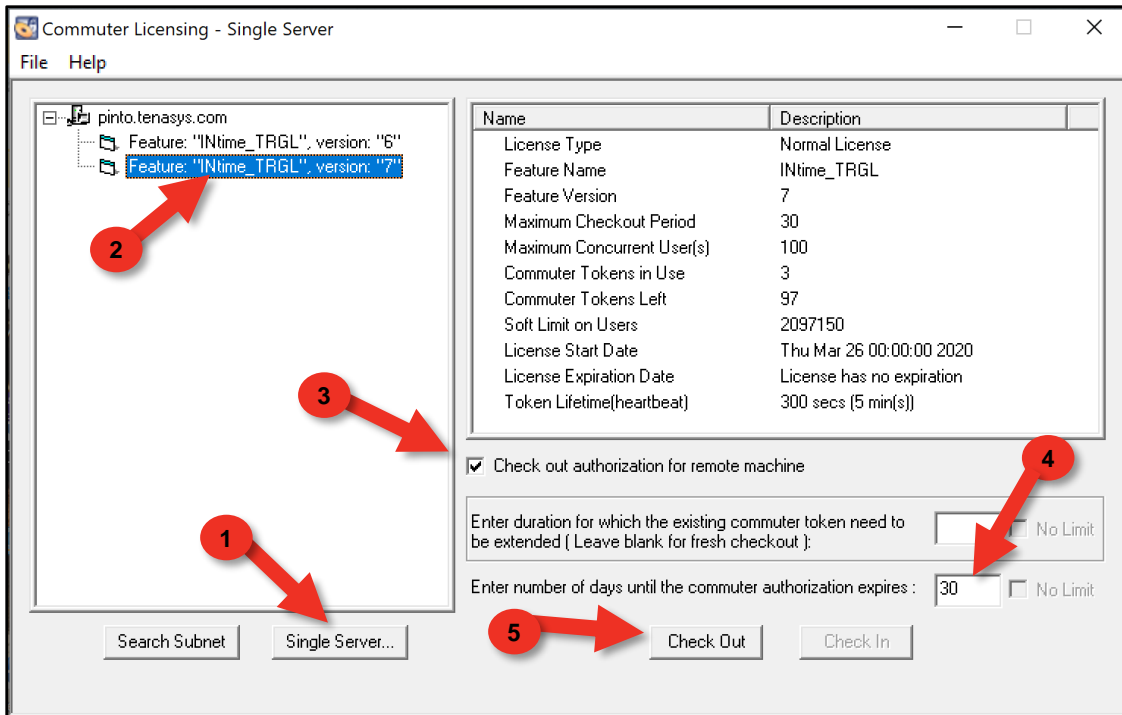 Commuter Licensing - Single Server
File Help
pinto.tenasys.com
Feature: "INtime_TRGL", version: "6"
Feature: "INtime_TRGL", version: "7"
2
Name Description
License Type Normal License
Feature Name INtime_TRGL
Feature Version 7
Maximum Checkout Period 30
Maximum Concurrent User(s) 100
Commuter Tokens in Use 3
Commuter Tokens Left 97
Soft Limit on Users 2097150
License Start Date Thu Mar 26 00:00:00 2020
License Expiration Date License has no expiration
Token Lifetime(heartbeat) 300 secs (5 min(s))
3
Check out authorization for remote machine
4
Enter duration for which the existing commuter token need to
be extended ( Leave blank for fresh checkout ):
No Limit
1
Enter number of days until the commuter authorization expires :
30
No Limit
Search Subnet
Single Server...
5
Check Out
Check In